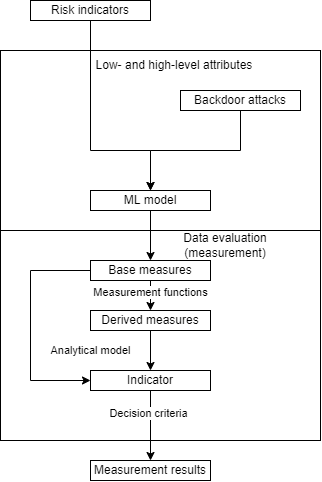 Risk indicators
Low- and high-level attributes
Backdoor attacks
ML model
Data evaluation
(measurement)
Base measures
Measurement functions
Derived measures
Analytical model
Indicator
Decision criteria
Measurement results